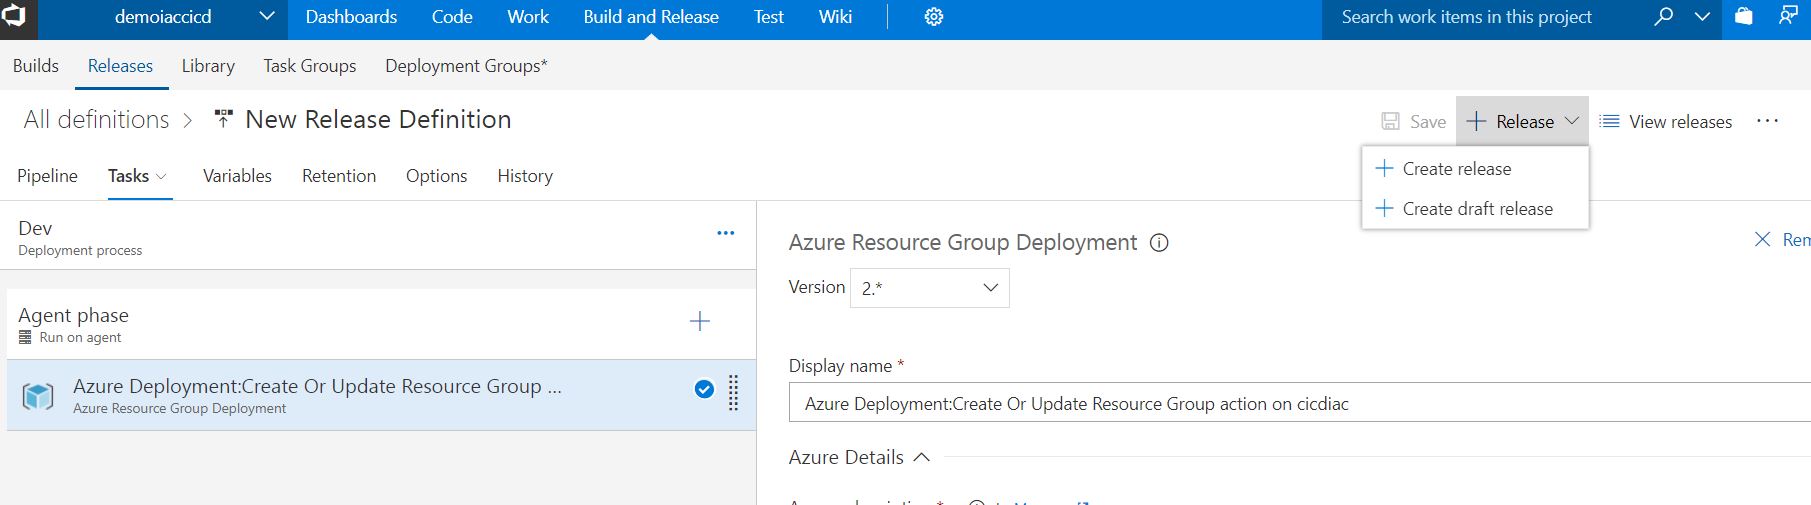 demoiaccicd Dashboards Code Work Build and Release Test Wiki Search work items in this project
Builds Releases Library Task Groups Deployment Groups*
All definitions > New Release Definition Save + Release View releases ...
+ Create release
Pipeline Tasks Variables Retention Options History
+ Create draft release
Dev
Deployment process
...
Azure Resource Group Deployment
Rem
Version 2.*
Agent phase
Run on agent
Display name *
Azure Deployment:Create Or Update Resource Group ...
Azure Resource Group Deployment
Azure Deployment:Create Or Update Resource Group action on cicdiac
Azure Details